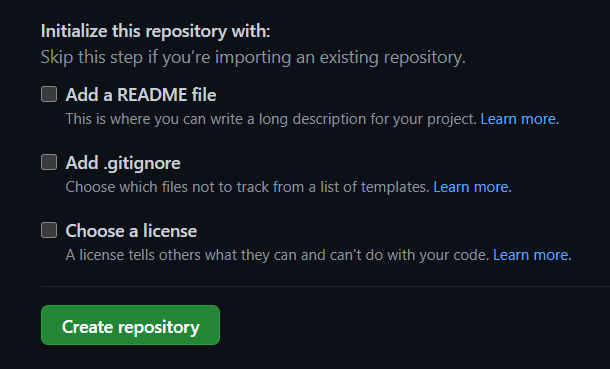 Initialize this repository with:
Skip this step if you’re importing an existing repository.
Add a README file
This is where you can write a long description for your project. Learn more.
Add .gitignore
Choose which files not to track from a list of templates. Learn more.
Choose a license
A license tells others what they can and can't do with your code. Learn more.
Create repository